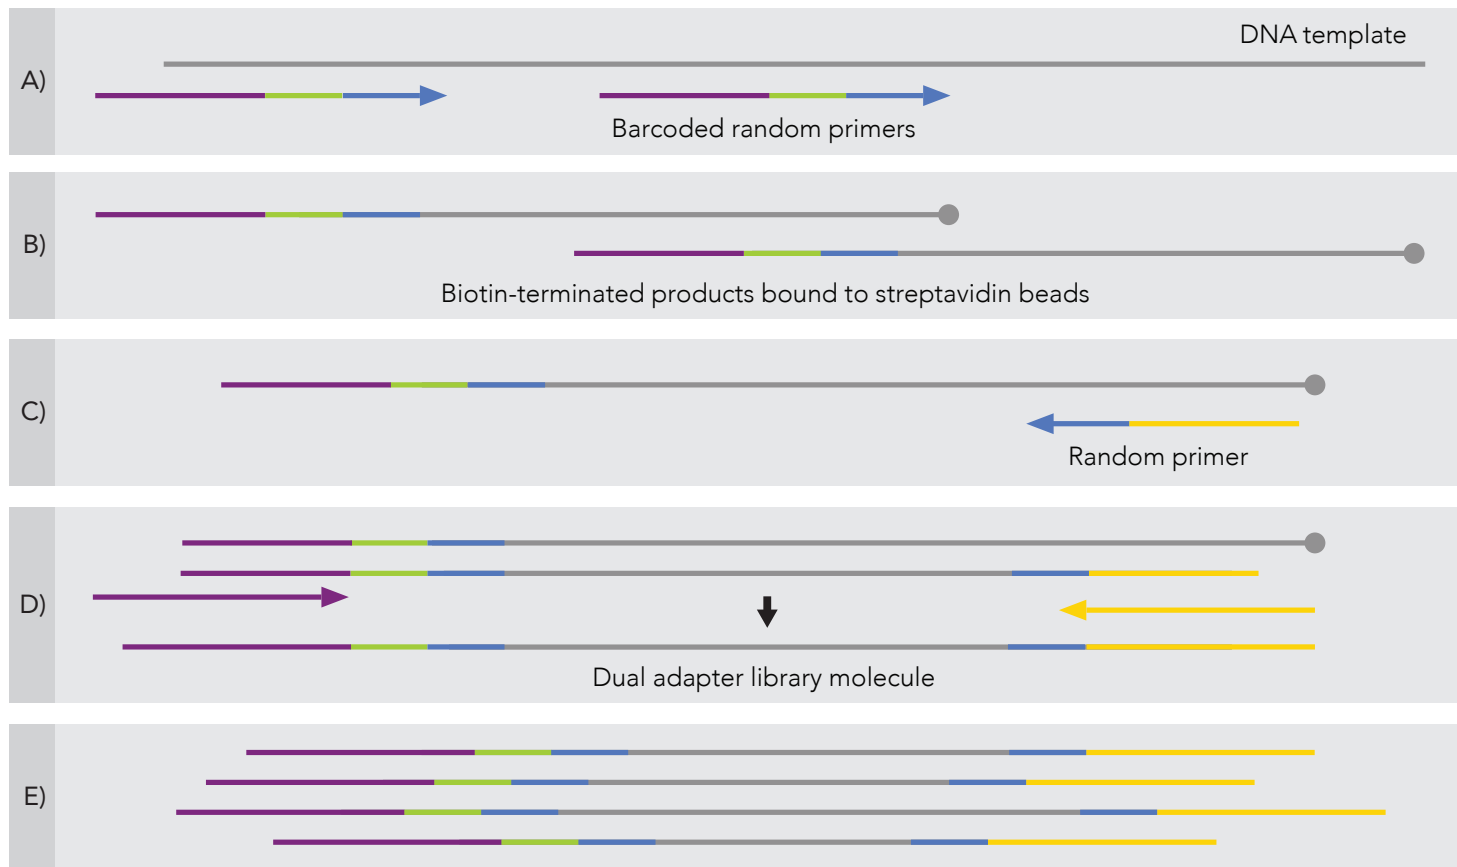 DNA template
A)
Barcoded random primers
B)
Biotin-terminated products bound to streptavidin beads
C)
Random primer
D)
Dual adapter library molecule
E)